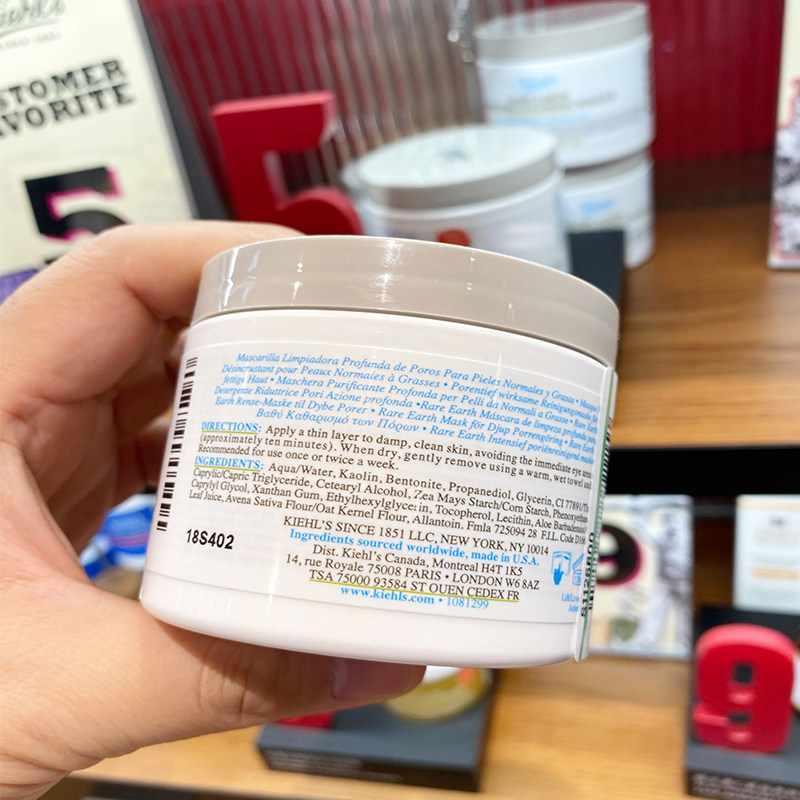 STOMER
AVORITE
5
5
Mascarilla Limpiadora Profunda de Poros Para Pieles Normales y Grasas •
Désincrustant pour Peaux Normales à Grasses • Porentief wirksame Reinigungsmaske
fettige Haut • Maschera Purificante Profonda per Pelli da Normali a Grasse •
Detergente Riduttrice Pori Azione profonda • Rare Earth Máscara de limpeza profunda
Earth Rense-Maske til Dybe Porer • Rare Earth Mask för Djup Porrengöring • Rare
Βαθύ Καθαρισμό των Πόρων • Rare Earth Intensief poriënreinigend
DIRECTIONS: Apply a thin layer to damp, clean skin, avoiding the immediate eye area
(approximately ten minutes). When dry, gently remove using a warm, wet towel and
Recommended for use once or twice a week.
INGREDIENTS: Aqua/Water, Kaolin, Bentonite, Propanediol, Glycerin, CI 77891/
Caprylic/Capric Triglyceride, Cetearyl Alcohol, Zea Mays Starch/Corn Starch, Phenoxyethanol
Caprylyl Glycol, Xanthan Gum, Ethylhexylglycerin, Tocopherol, Lecithin, Aloe Barbadensis
Leaf Juice, Avena Sativa Flour/Oat Kernel Flour, Allantoin. Fmla 725094 28 F.I.L. Code
KIEHL'S SINCE 1851 LLC, NEW YORK, NY 10014
Ingredients sourced worldwide, made in U.S.A.
Dist. Kiehl's Canada, Montreal H4T 1K5
14, rue Royale 75008 PARIS • LONDON W6 8AZ
TSA 75000 93584 ST OUEN CEDEX FR
www.kiehls.com • 1081299
18S402
9
9